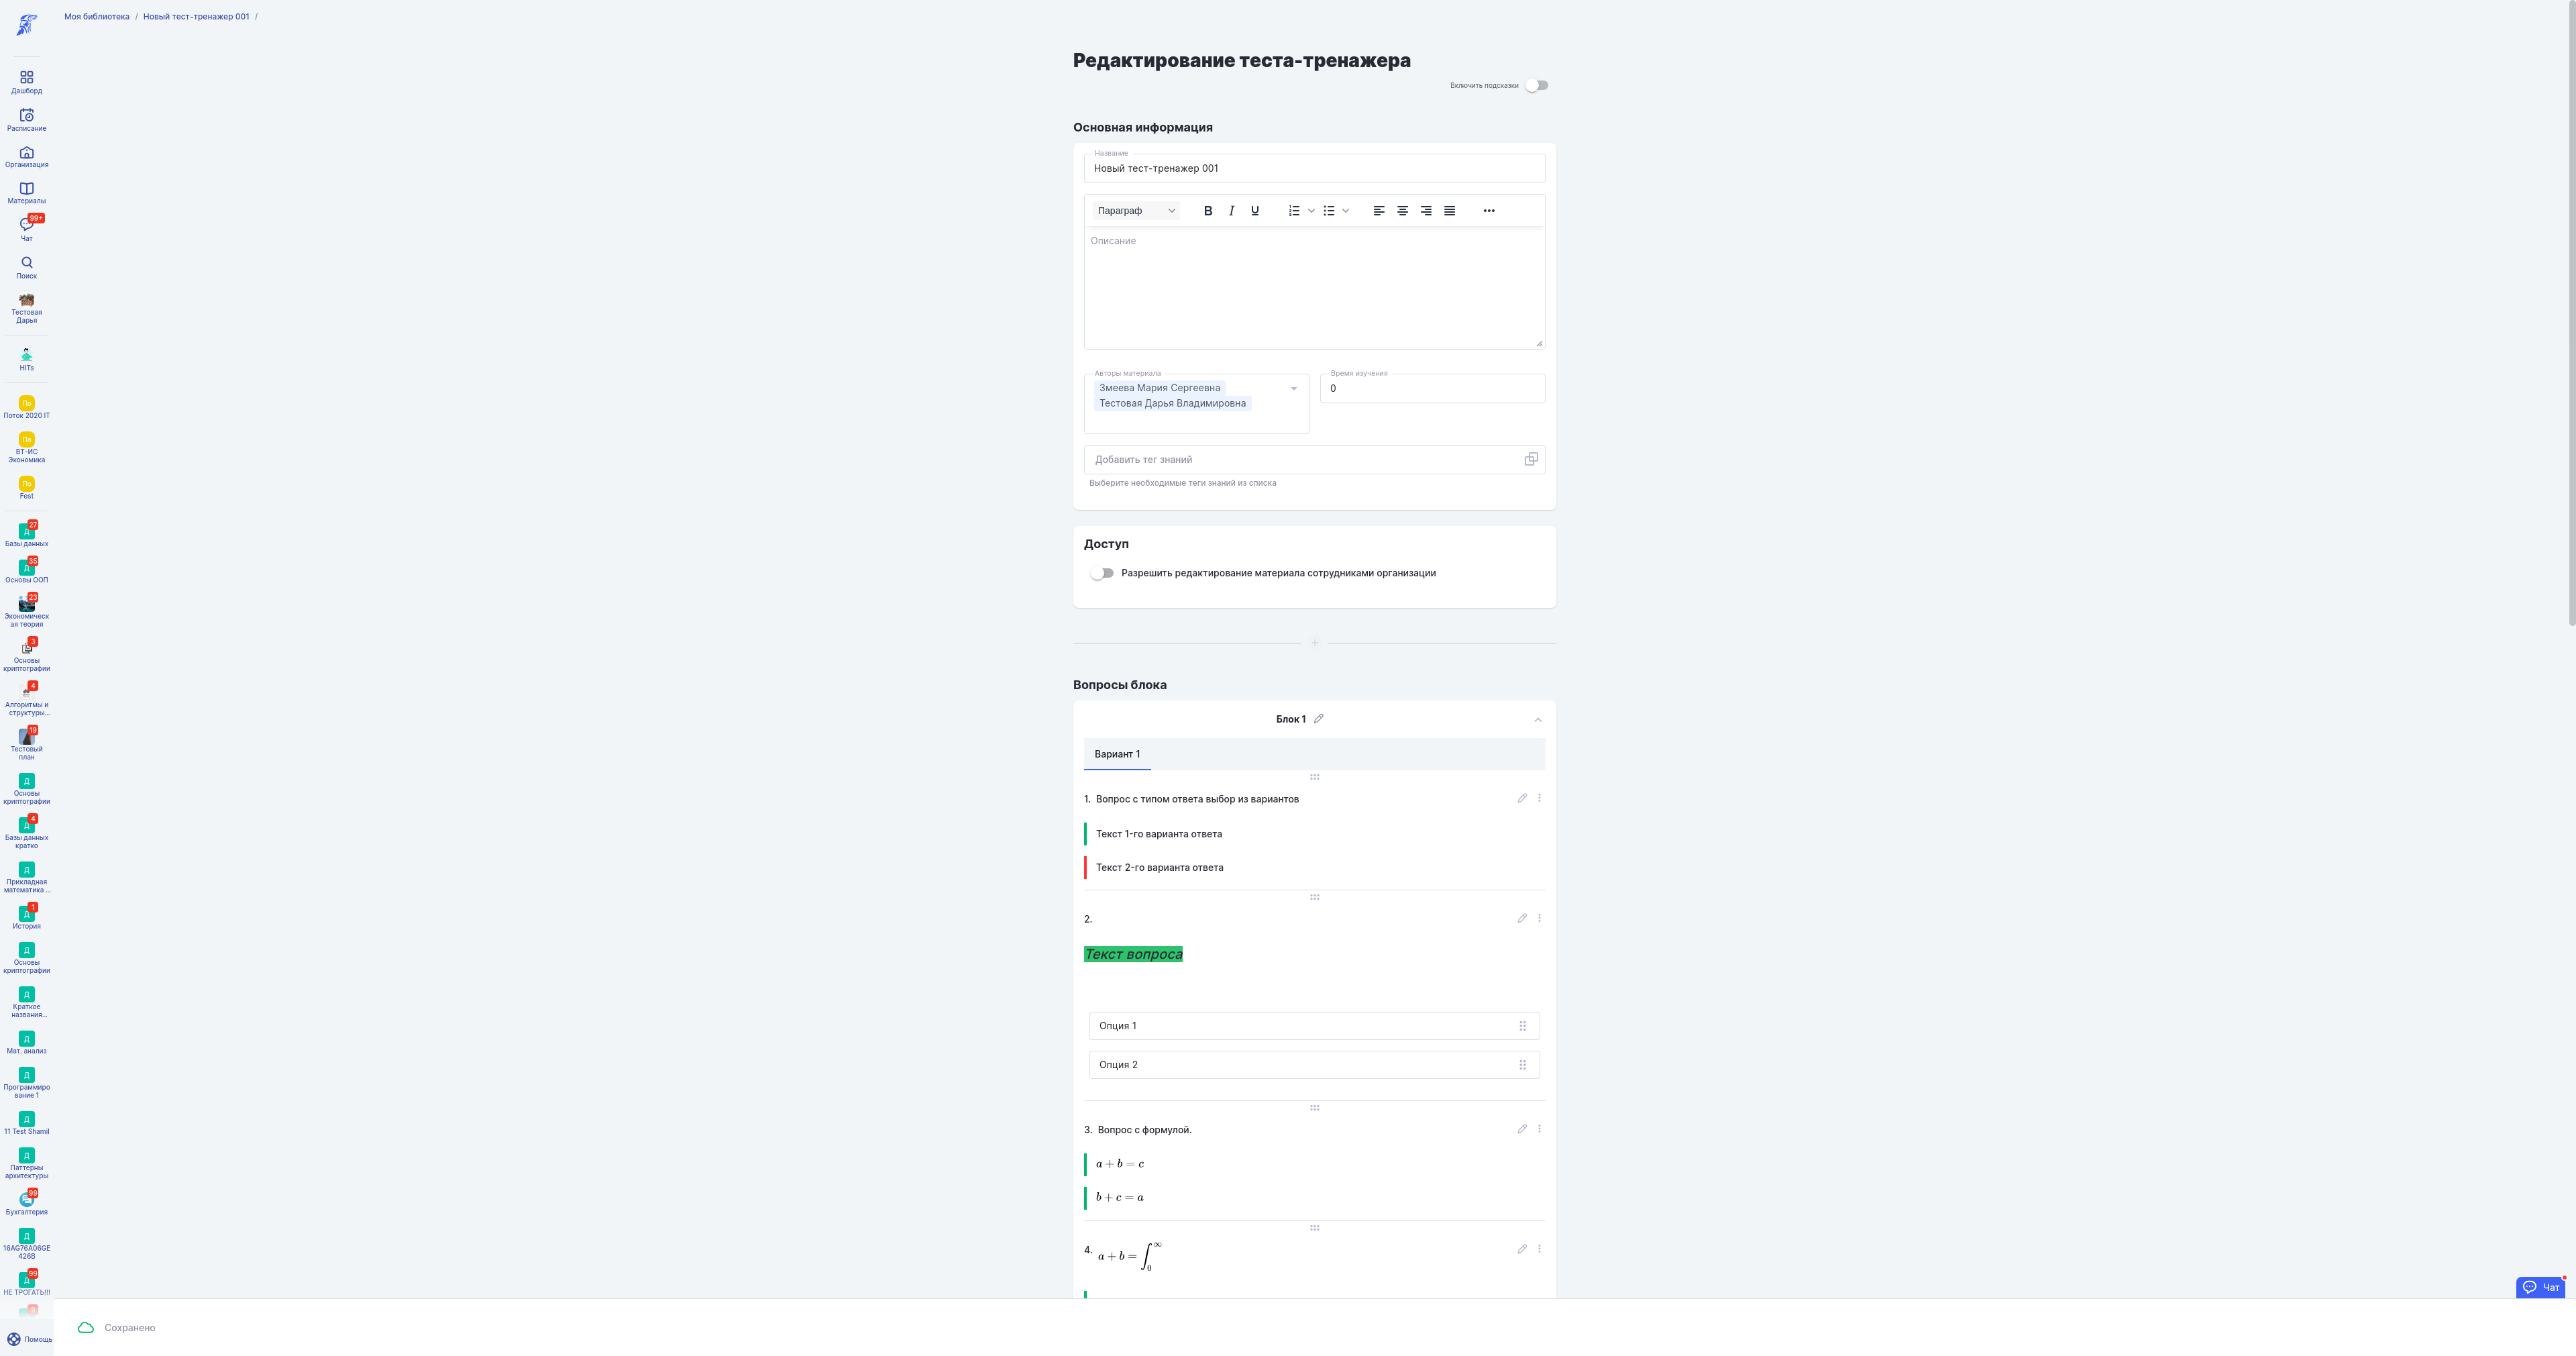 Моя библиотека / Новый тест-тренажер 001 /
Дашборд
Расписание
Организация
Материалы
99+
Чат
Поиск
Тестовая
Дарья
HITs
По
Поток 2020 IT
По
ВТ-ИС
Экономика
По
Fest
27
Д
Базы данных
35
Д
Основы ООП
23
Экономическ
ая теория
3
Основы
криптографии
4
Алгоритмы и
структуры...
19
Тестовый
план
Д
Основы
криптографии
4
Д
Базы данных
кратко
Д
Прикладная
математика ...
1
Д
История
Д
Основы
криптографии
Д
Краткое
названия...
Д
Мат. анализ
Д
Программиро
вание 1
Д
11 Test Shamil
Д
Паттерны
архитектуры
99
Бухгалтерия
Д
16AG76A06GE
426B
99
Д
НЕ ТРОГАТЬ!!!
Помощь
Редактирование теста-тренажера
Включить подсказки
Основная информация
Название
Новый тест-тренажер 001
Параграф
Описание
Авторы материала
Змеева Мария Сергеевна
Тестовая Дарья Владимировна
Время изучения
0
Добавить тег знаний
Выберите необходимые теги знаний из списка
Доступ
Разрешить редактирование материала сотрудниками организации
Вопросы блока
Блок 1
Вариант 1
1. Вопрос с типом ответа выбор из вариантов
Текст 1-го варианта ответа
Текст 2-го варианта ответа
2.
Текст вопроса
Опция 1
Опция 2
3. Вопрос с формулой.
a + b = c
b + c = a
4. a + b = ∫₀^∞
Чат
Сохранено